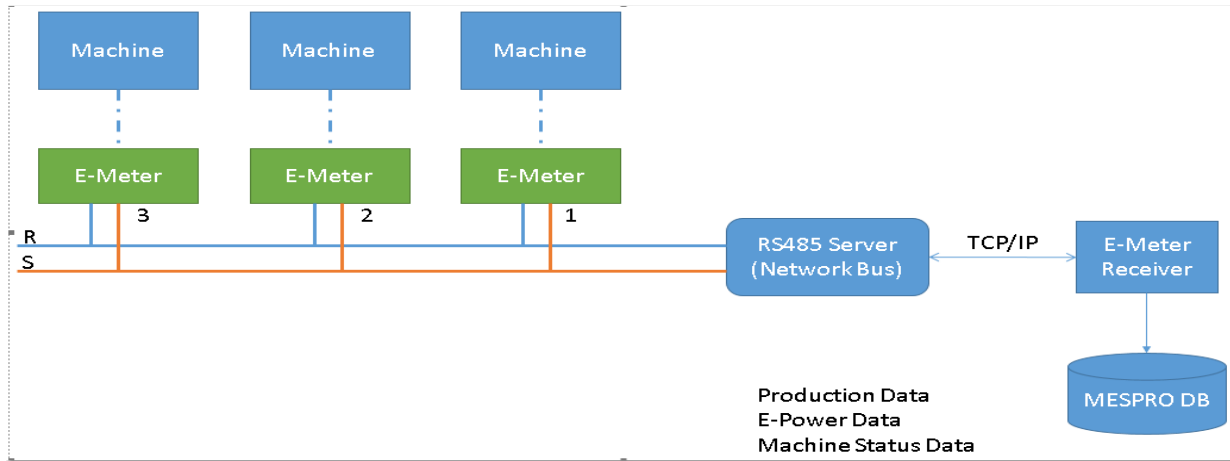 Machine
Machine
Machine
E-Meter
E-Meter
E-Meter
3
2
1
R
S
RS485 Server
(Network Bus)
TCP/IP
E-Meter
Receiver
MESPRO DB
Production Data
E-Power Data
Machine Status Data